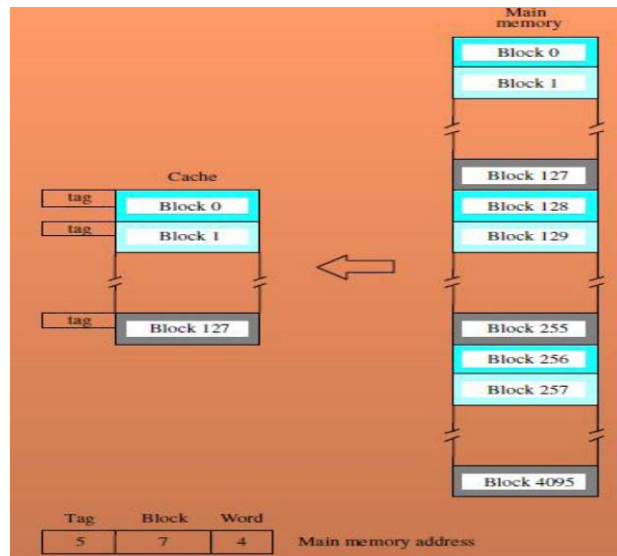 Main
memory
Block 0
Block 1
Block 127
Block 128
Block 129
Block 255
Block 256
Block 257
Block 4095
Cache
tag
Block 0
tag
Block 1
tag
Block 127
Tag Block Word
5 7 4 Main memory address